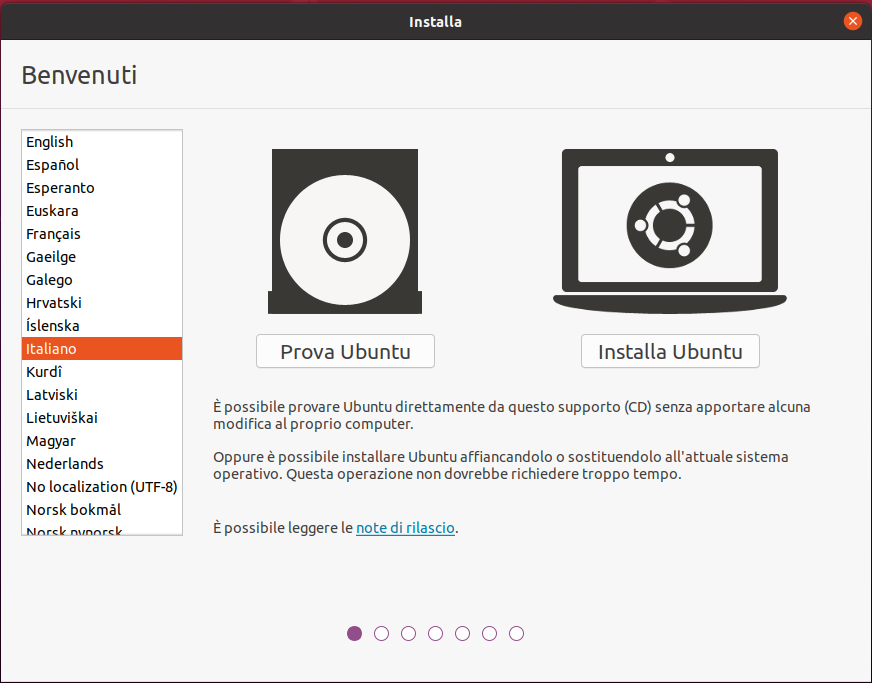 Installa
Benvenuti
English
Español
Esperanto
Euskara
Français
Gaeilge
Galego
Hrvatski
Íslenska
Italiano
Kurdî
Latviski
Lietuviškai
Magyar
Nederlands
No localization (UTF-8)
Norsk bokmål
Norsk nynorsk
Prova Ubuntu
Installa Ubuntu
È possibile provare Ubuntu direttamente da questo supporto (CD) senza apportare alcuna
modifica al proprio computer.
Oppure è possibile installare Ubuntu affiancandolo o sostituendolo all'attuale sistema
operativo. Questa operazione non dovrebbe richiedere troppo tempo.
È possibile leggere le note di rilascio.